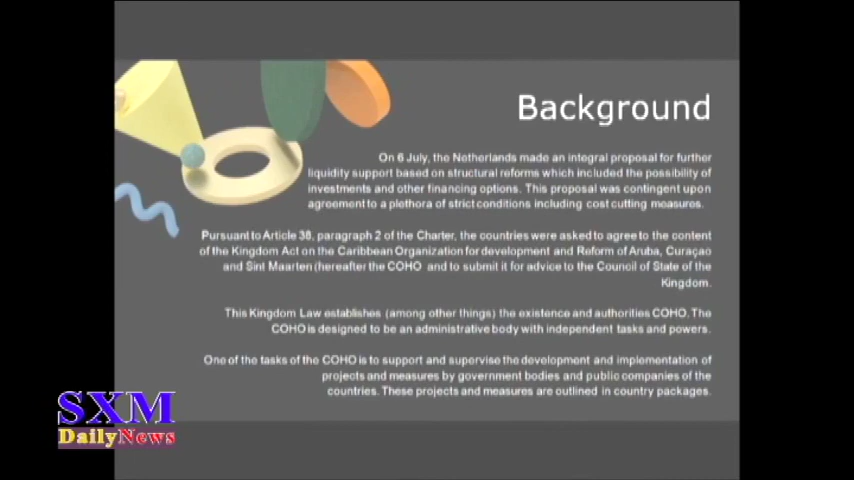 Background
On 6 July, the Netherlands made an integral proposal for further
liquidity support based on structural reforms which included the possibility of
investments and other financing options. This proposal was contingent upon
agreement to a plethora of strict conditions including cost cutting measures.
Pursuant to Article 38, paragraph 2 of the Charter, the countries were asked to agree to the content
of the Kingdom Act on the Caribbean Organization for development and Reform of Aruba, Curaçao
and Sint Maarten (hereafter the COHO and to submit it for advice to the Council of State of the
Kingdom.
This Kingdom Law establishes (among other things) the existence and authorities COHO. The
COHO is designed to be an administrative body with independent tasks and powers.
One of the tasks of the COHO is to support and supervise the development and implementation of
projects and measures by government bodies and public companies of the
countries. These projects and measures are outlined in country packages.
SXM
DailyNews